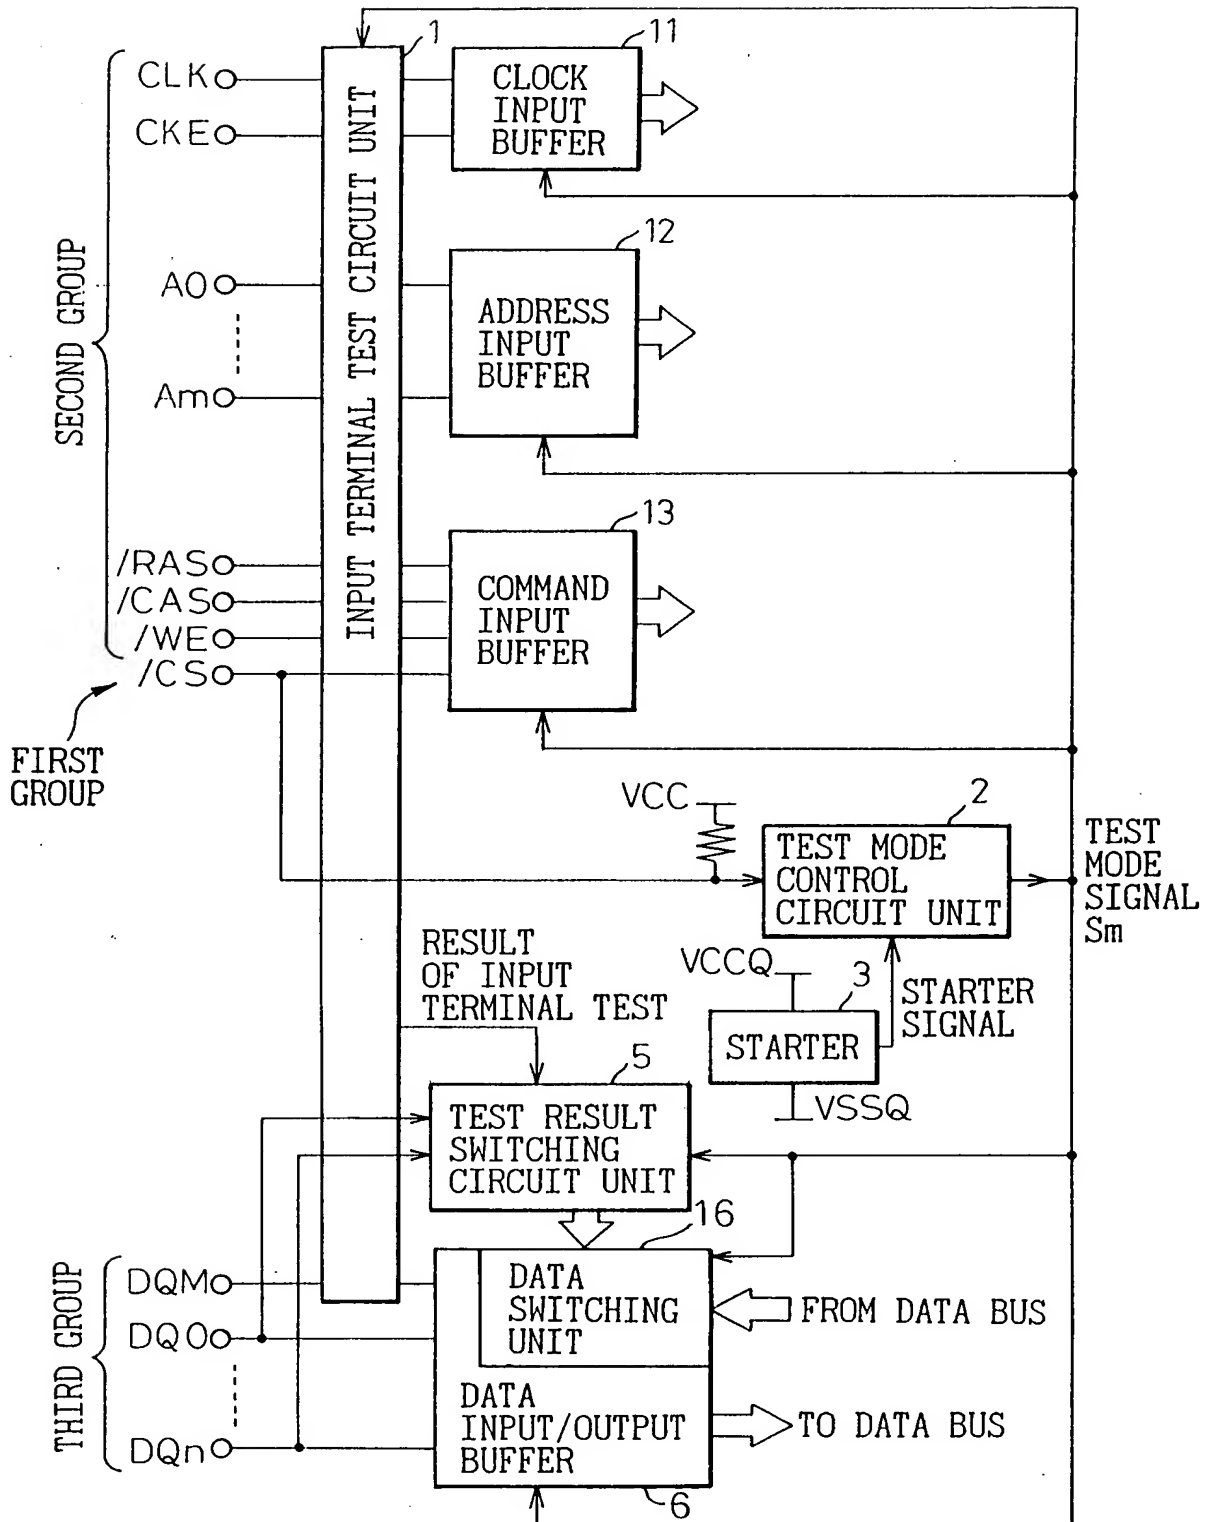 1
11
CLK
CKE
CLOCK
INPUT
BUFFER
INPUT TERMINAL TEST CIRCUIT UNIT
SECOND GROUP
12
A0
Am
ADDRESS
INPUT
BUFFER
13
/RAS
/CAS
/WE
/CS
COMMAND
INPUT
BUFFER
FIRST
GROUP
VCC
2
TEST MODE
CONTROL
CIRCUIT UNIT
TEST
MODE
SIGNAL
Sm
RESULT
OF INPUT
TERMINAL TEST
VCCQ
3
STARTER
SIGNAL
STARTER
VSSQ
5
TEST RESULT
SWITCHING
CIRCUIT UNIT
16
THIRD GROUP
DQM
DQ0
DQn
DATA
SWITCHING
UNIT
FROM DATA BUS
DATA
INPUT/OUTPUT
BUFFER
TO DATA BUS
6